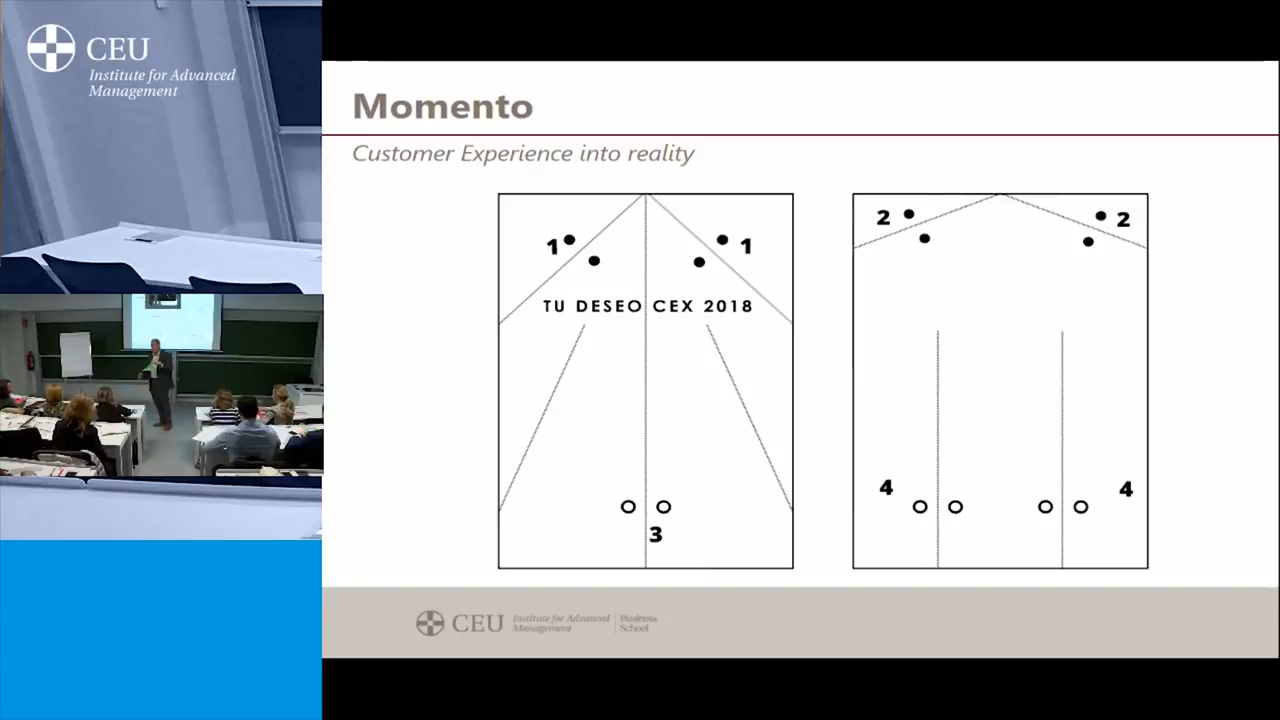 CEU
Institute for Advanced
Management
Momento
Customer Experience into reality
1
1
TU DESEO CEX 2018
3
2
2
4
4
CEU
Institute for Advanced
Management
Business
School